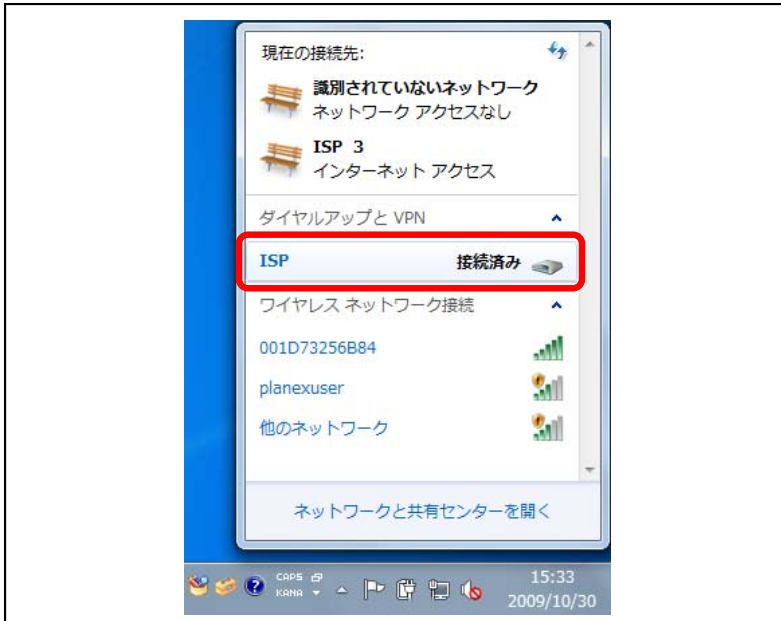 現在の接続先:
識別されていないネットワーク
ネットワーク アクセスなし
ISP 3
インターネット アクセス
ダイヤルアップと VPN
ISP 接続済み
ワイヤレス ネットワーク接続
001D73256B84
planexuser
他のネットワーク
ネットワークと共有センターを開く
CAPS
KANA
15:33
2009/10/30